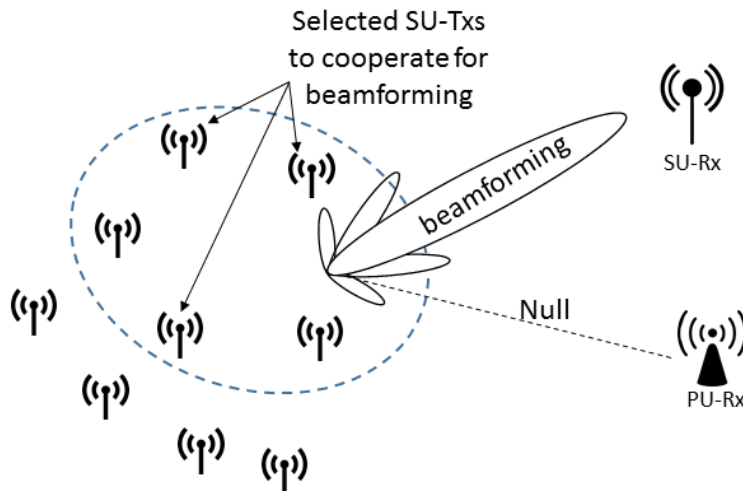 Selected SU-Txs
to cooperate for
beamforming
beamforming
SU-Rx
Null
PU-Rx